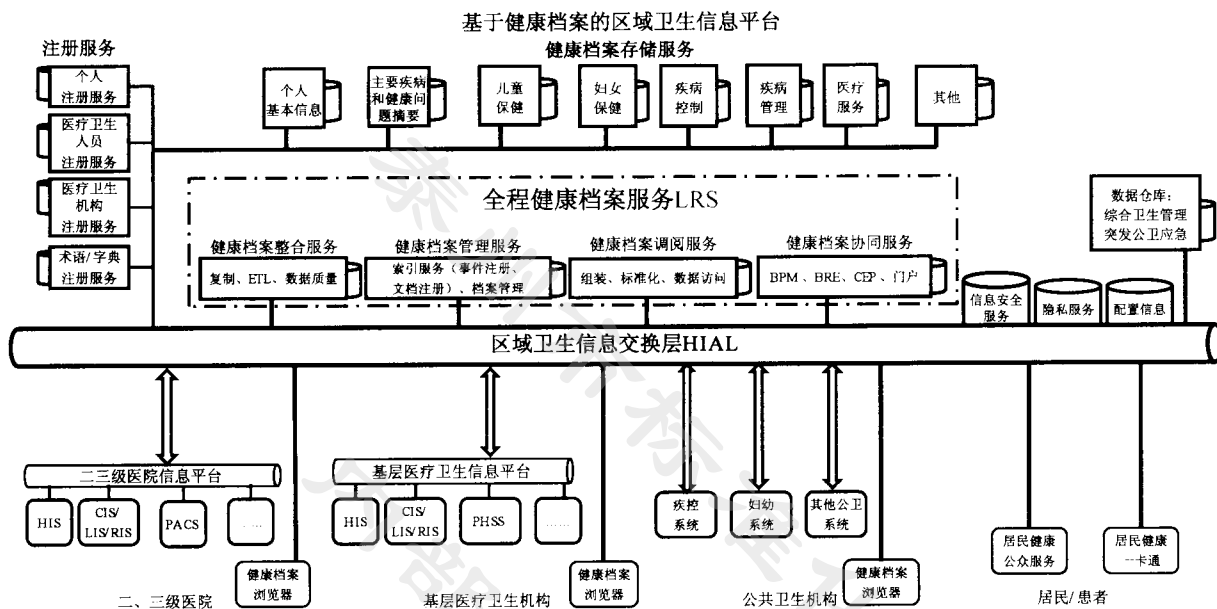 基于健康档案的区域卫生信息平台
注册服务
健康档案存储服务
个人
注册服务
医疗卫生
人员
注册服务
医疗卫生
机构
注册服务
术语/字典
注册服务
个人
基本信息
主要疾病
和健康问
题摘要
儿童
保健
妇女
保健
疾病
控制
疾病
管理
医疗
服务
其他
全程健康档案服务LRS
健康档案整合服务
复制、ETL、数据质量
健康档案管理服务
索引服务（事件注册、
文档注册）、档案管理
健康档案调阅服务
组装、标准化、数据访问
健康档案协同服务
BPM、BRE、CEP、门户
数据仓库：
综合卫生管理
突发公卫应急
信息安全
服务
隐私服务
配置信息
区域卫生信息交换层HIAL
二三级医院信息平台
HIS
CIS/
LIS/RIS
PACS
……
健康档案
浏览器
二、三级医院
基层医疗卫生信息平台
HIS
CIS/
LIS/RIS
PHSS
……
健康档案
浏览器
基层医疗卫生机构
疾控
系统
妇幼
系统
其他公卫
系统
健康档案
浏览器
公共卫生机构
居民健康
公众服务
居民健康
一卡通
居民/患者
泰州市标准
内部